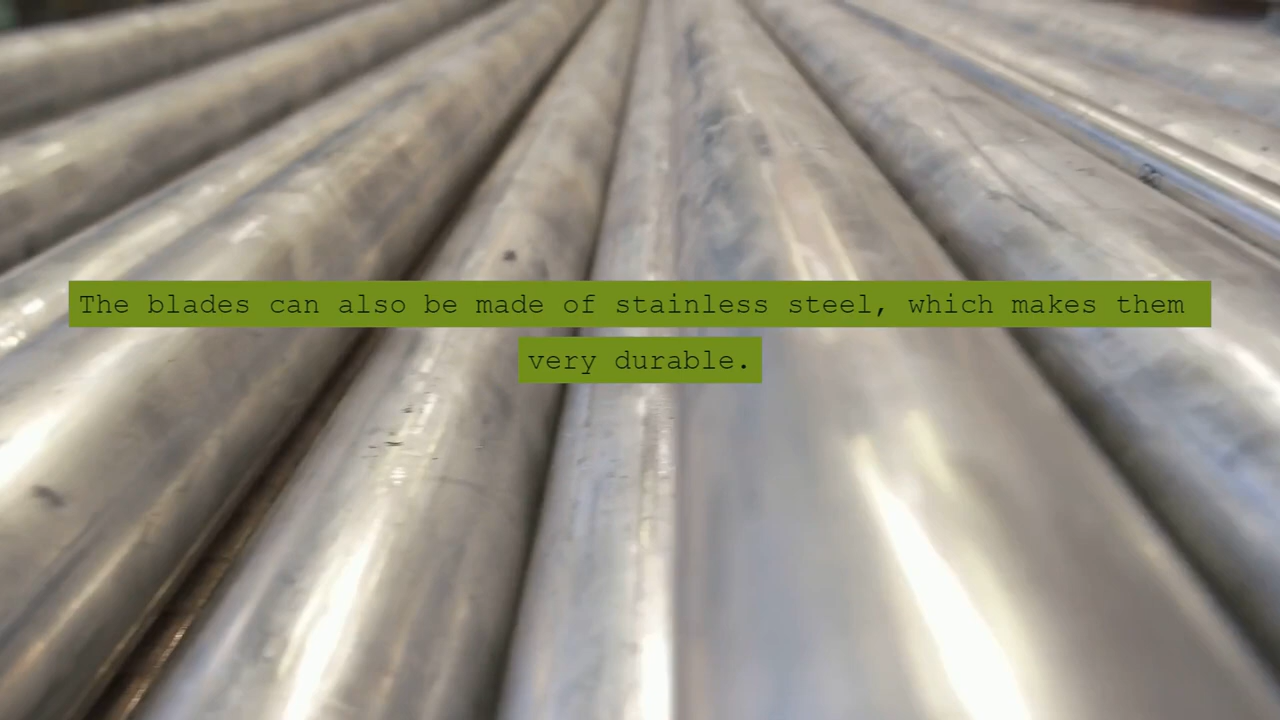 The blades can also be made of stainless steel, which makes them
very durable.